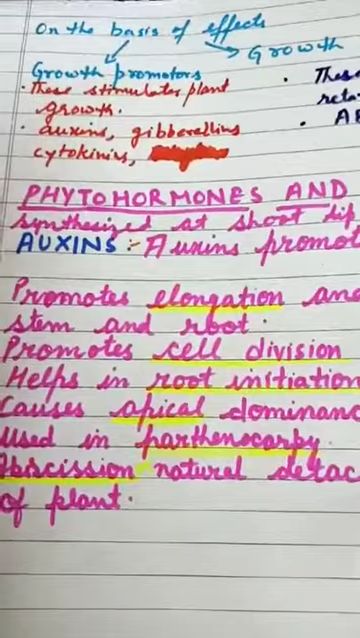 On the basis of effects
Growth promotors
Growth
• These stimulates plant
growth.
• auxins, gibberellins
cytokinins,
• These
reta
• AB
PHYTOHORMONES AND
synthesized at shoot tip
AUXINS :- Auxins promot
Promotes elongation and
stem and root.
Promotes cell division
Helps in root initiation
Causes apical dominanc
Used in parthenocarpy.
Abscission natural detac
of plant.